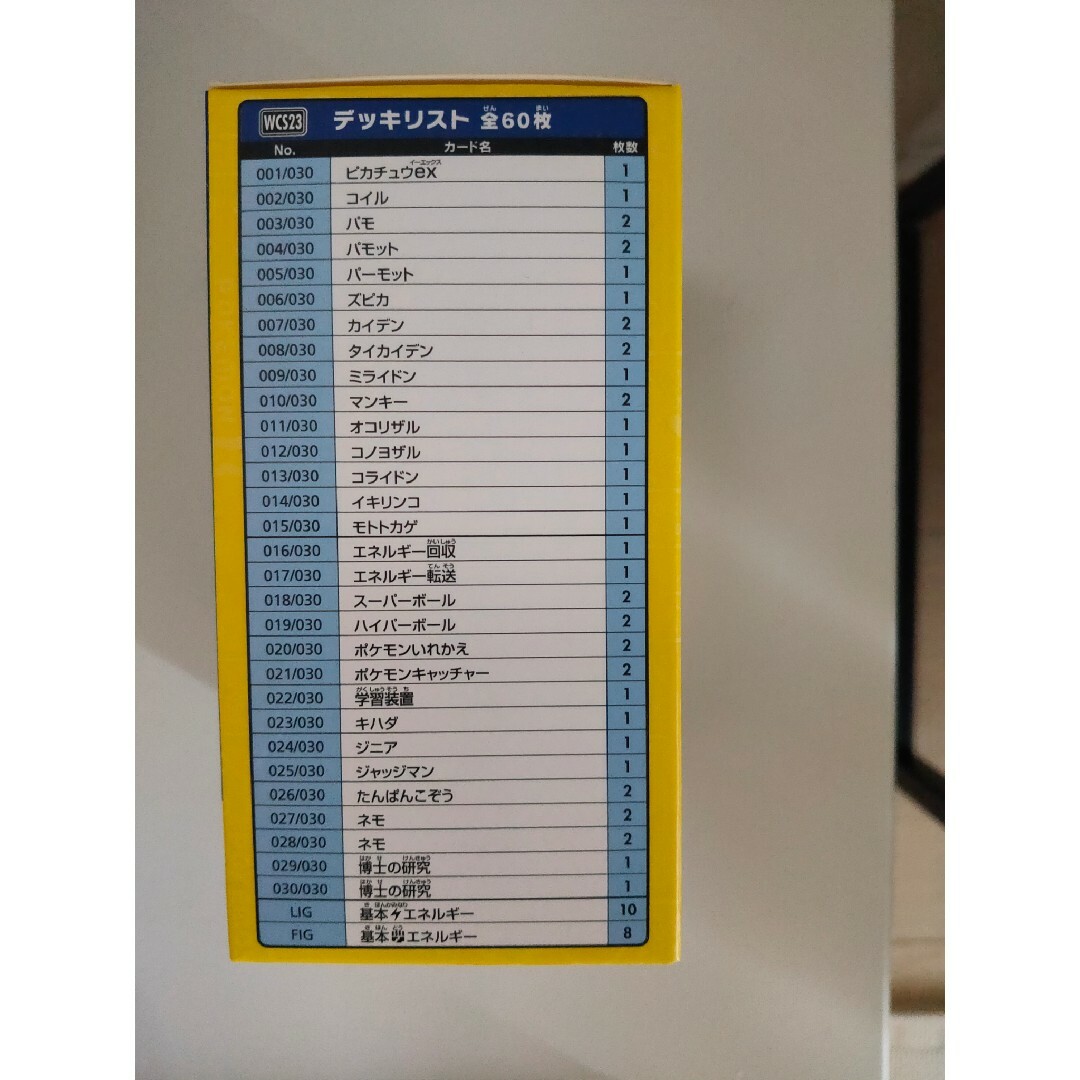 WCS23 デッキリスト 全60枚
No. カード名 枚数
001/030 ピカチュウex 1
002/030 コイル 1
003/030 パモ 2
004/030 パモット 2
005/030 パーモット 1
006/030 ズピカ 1
007/030 カイデン 2
008/030 タイカイデン 2
009/030 ミライドン 1
010/030 マンキー 2
011/030 オコリザル 1
012/030 コノヨザル 1
013/030 コライドン 1
014/030 イキリンコ 1
015/030 モトトカゲ 1
016/030 エネルギー回収 1
017/030 エネルギー転送 1
018/030 スーパーボール 2
019/030 ハイパーボール 2
020/030 ポケモンいれかえ 2
021/030 ポケモンキャッチャー 2
022/030 学習装置 1
023/030 キハダ 1
024/030 ジニア 1
025/030 ジャッジマン 1
026/030 たんぱんこぞう 2
027/030 ネモ 2
028/030 ネモ 2
029/030 博士の研究 1
030/030 博士の研究 1
LIG 基本エネルギー 10
FIG 基本エネルギー 8